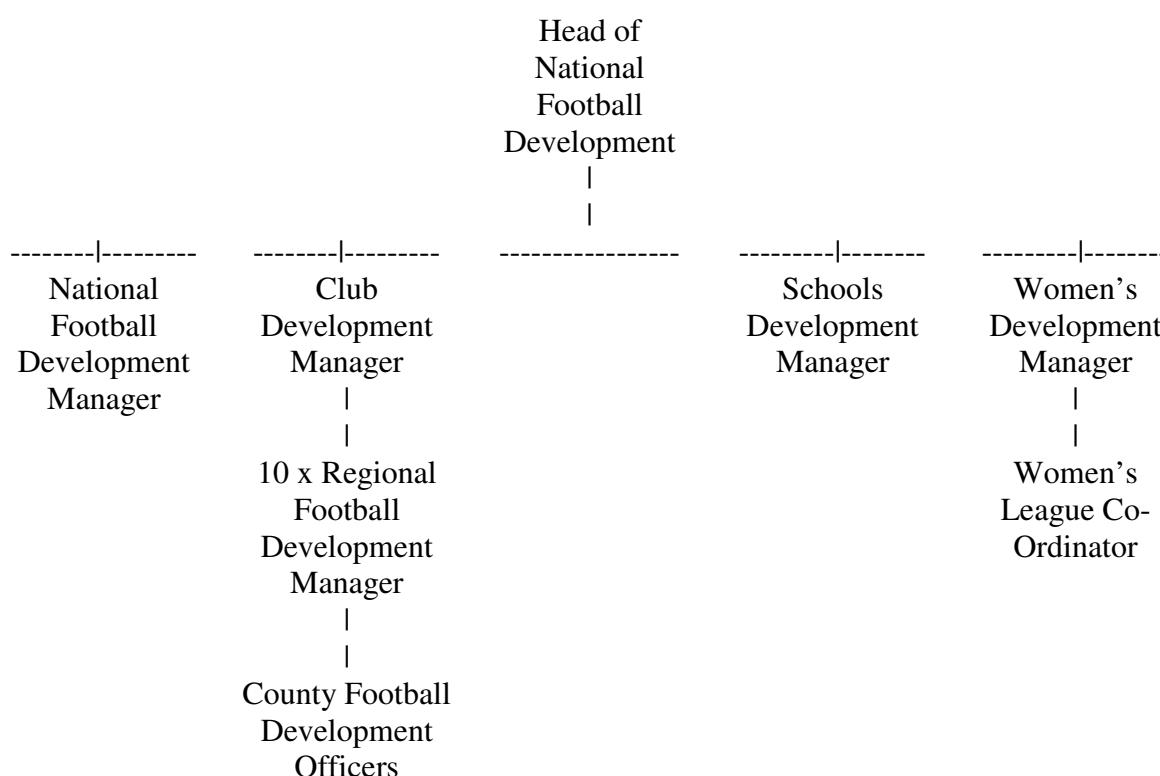 Head of
National
Football
Development
|
|
--------|--------- --------|--------- ----------------- ---------|-------- ---------|--------
National
Football
Development
Manager
Club
Development
Manager
|
|
10 x Regional
Football
Development
Manager
|
|
County Football
Development
Officers
Schools
Development
Manager
Women’s
Development
Manager
|
|
Women’s
League Co-
Ordinator